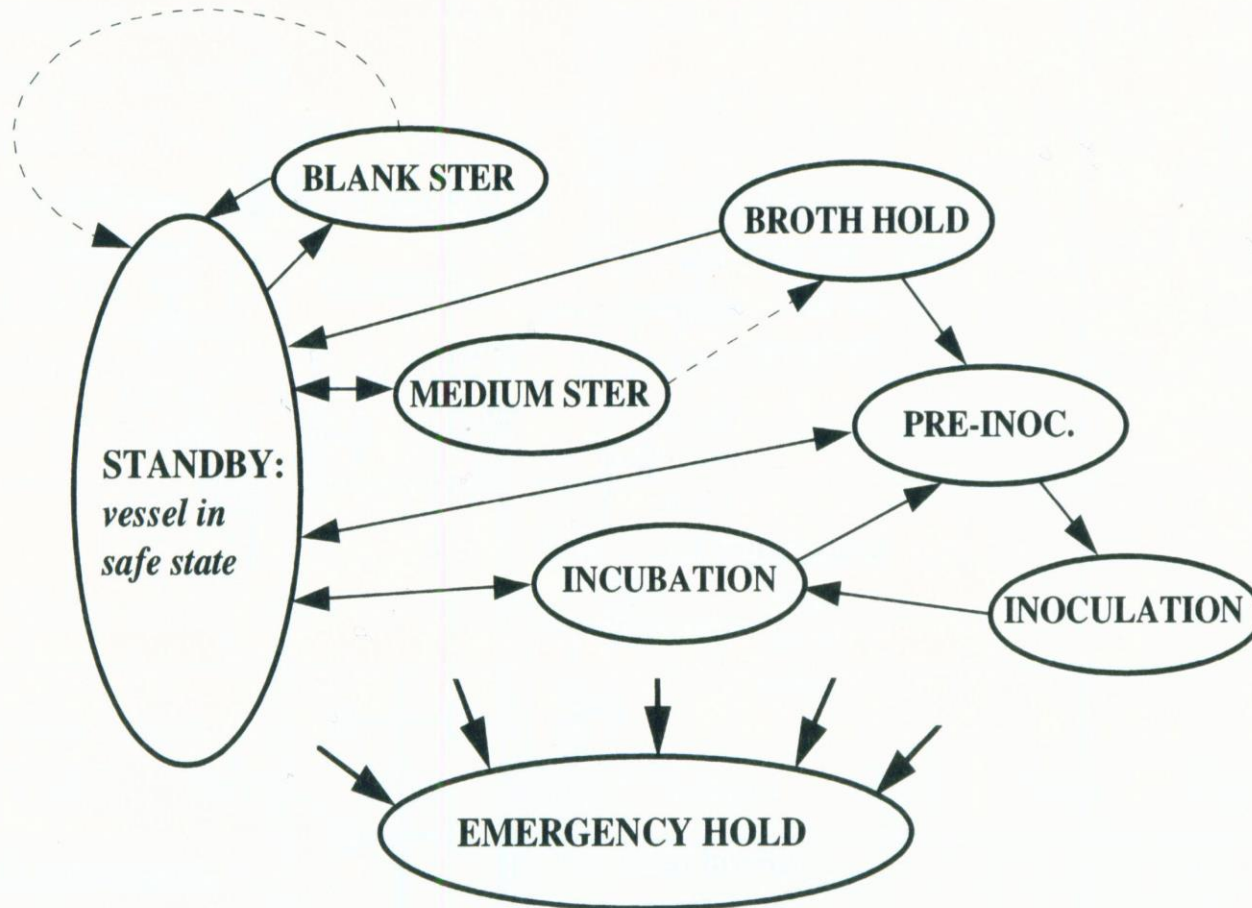 BLANK STER
BROTH HOLD
MEDIUM STER
PRE-INOC.
STANDBY:
vessel in
safe state
INCUBATION
INOCULATION
EMERGENCY HOLD